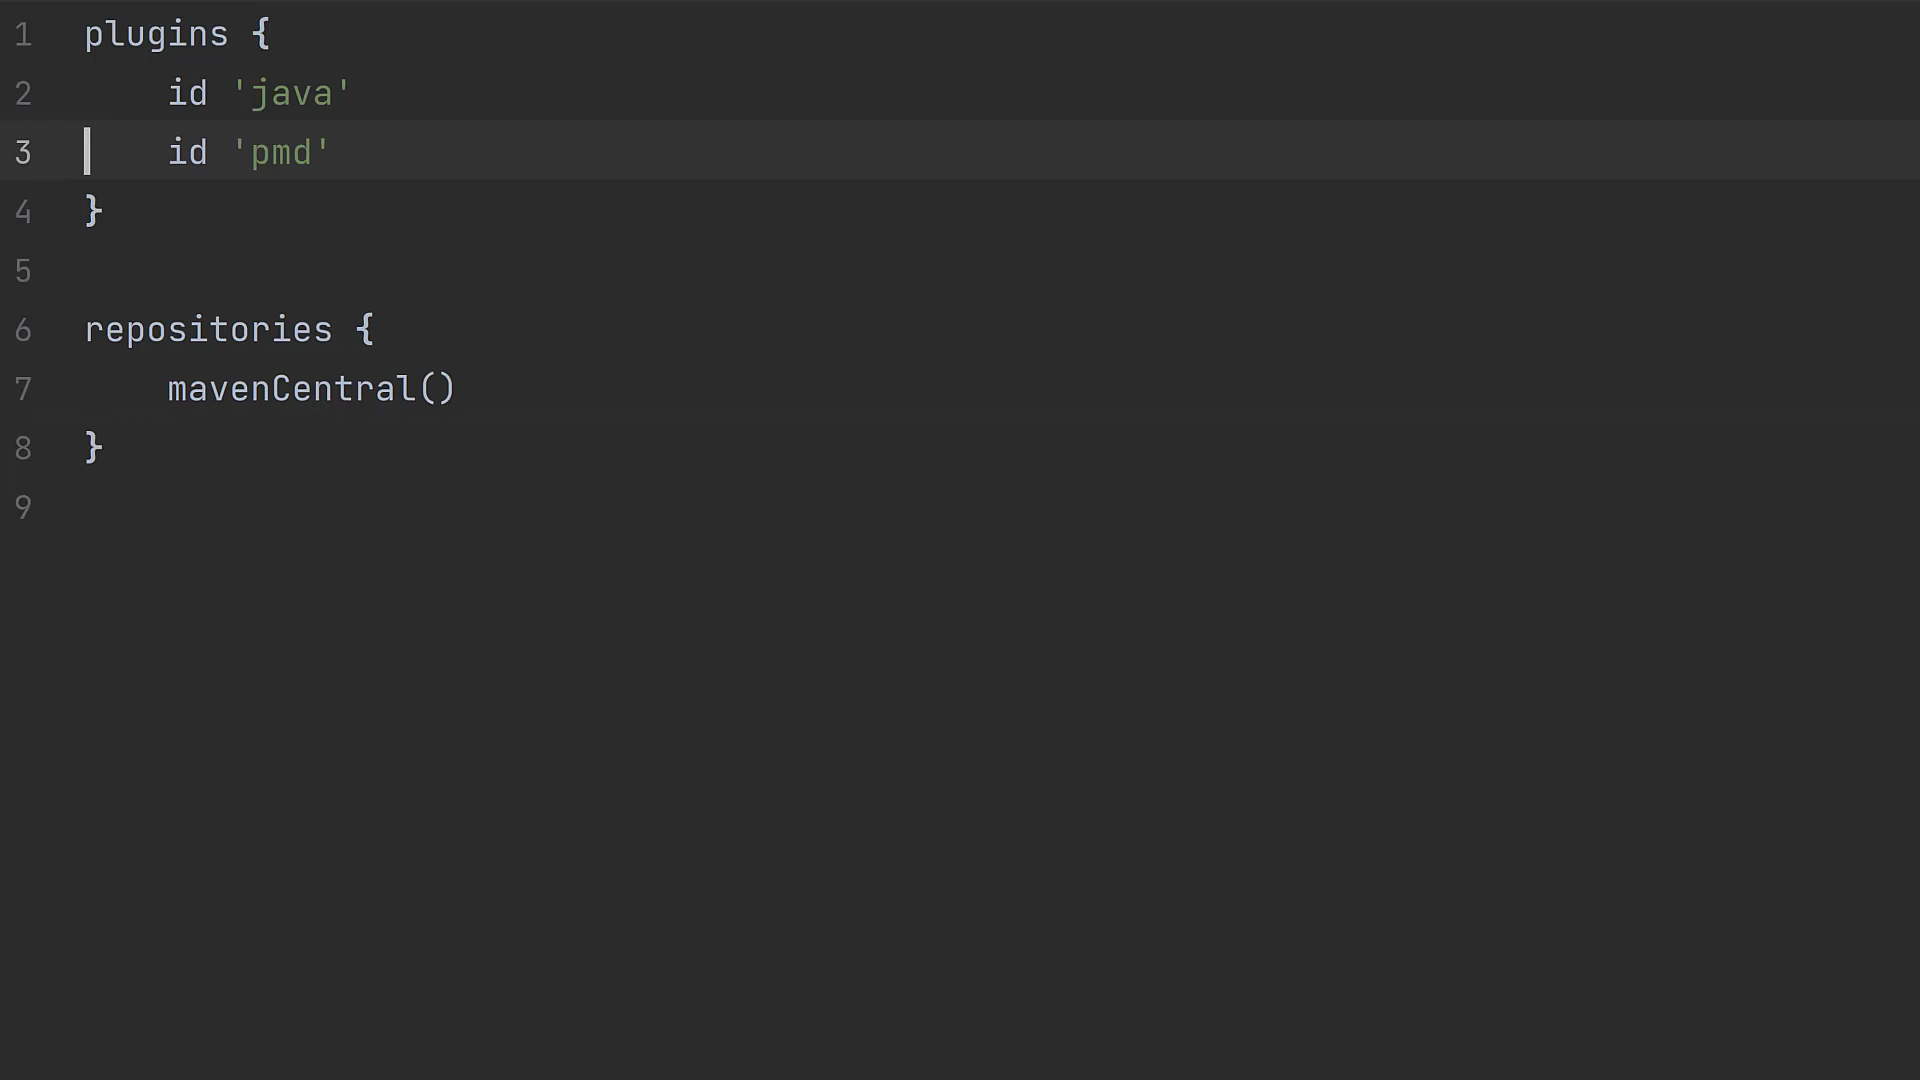 1 plugins {
2     id 'java'
3     id 'pmd'
4 }
5
6 repositories {
7     mavenCentral()
8 }
9